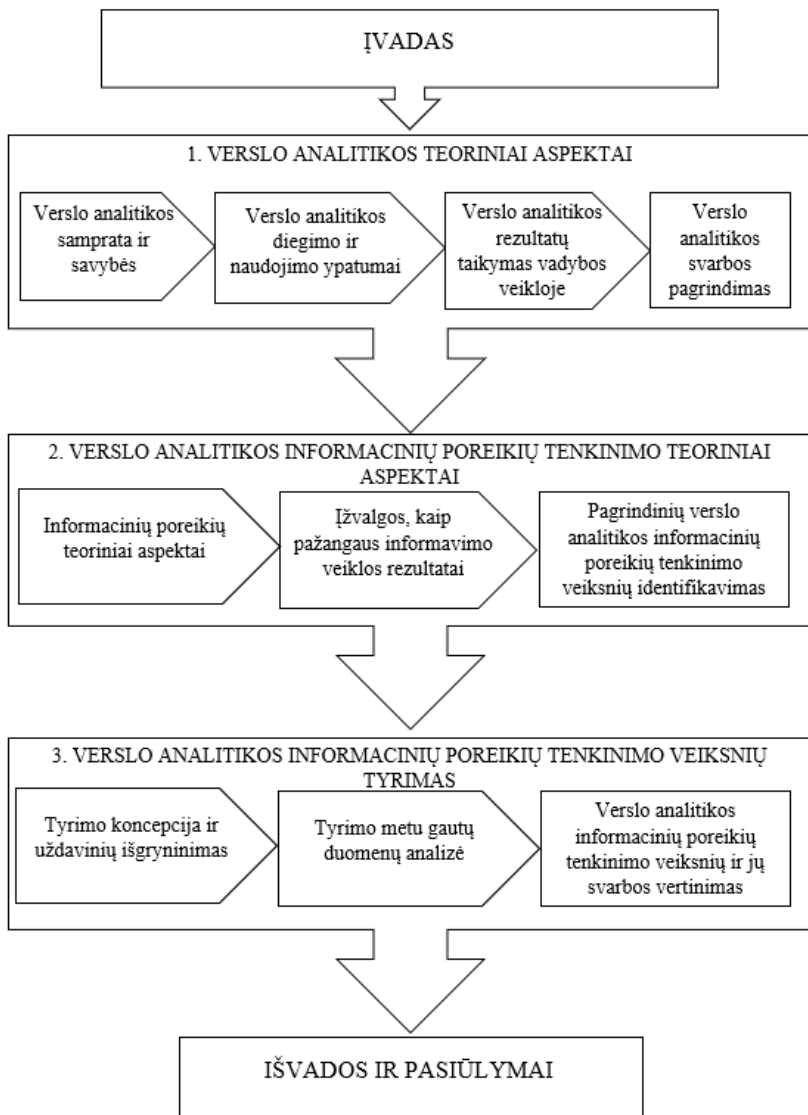 ĮVADAS
1. VERSLO ANALITIKOS TEORINIAI ASPEKTAI
Verslo analitikos
samprata ir
savybės
Verslo analitikos
diegimo ir
naudojimo ypatumai
Verslo analitikos
rezultatų
taikymas vadybos
veikloje
Verslo
analitikos
svarbos
pagrindimas
2. VERSLO ANALITIKOS INFORMACINIŲ POREIKIŲ TENKINIMO TEORINIAI
ASPEKTAI
Informacinių poreikių
teoriniai aspektai
Įžvalgos, kaip
pažangaus informavimo
veiklos rezultatai
Pagrindinių verslo
analitikos informacinių
poreikių tenkinimo
veiksnių identifikavimas
3. VERSLO ANALITIKOS INFORMACINIŲ POREIKIŲ TENKINIMO VEIKSNIŲ
TYRIMAS
Tyrimo koncepcija ir
uždavinių išgryninimas
Tyrimo metu gautų
duomenų analizė
Verslo analitikos
informacinių poreikių
tenkinimo veiksnių ir jų
svarbos vertinimas
IŠVADOS IR PASIŪLYMAI